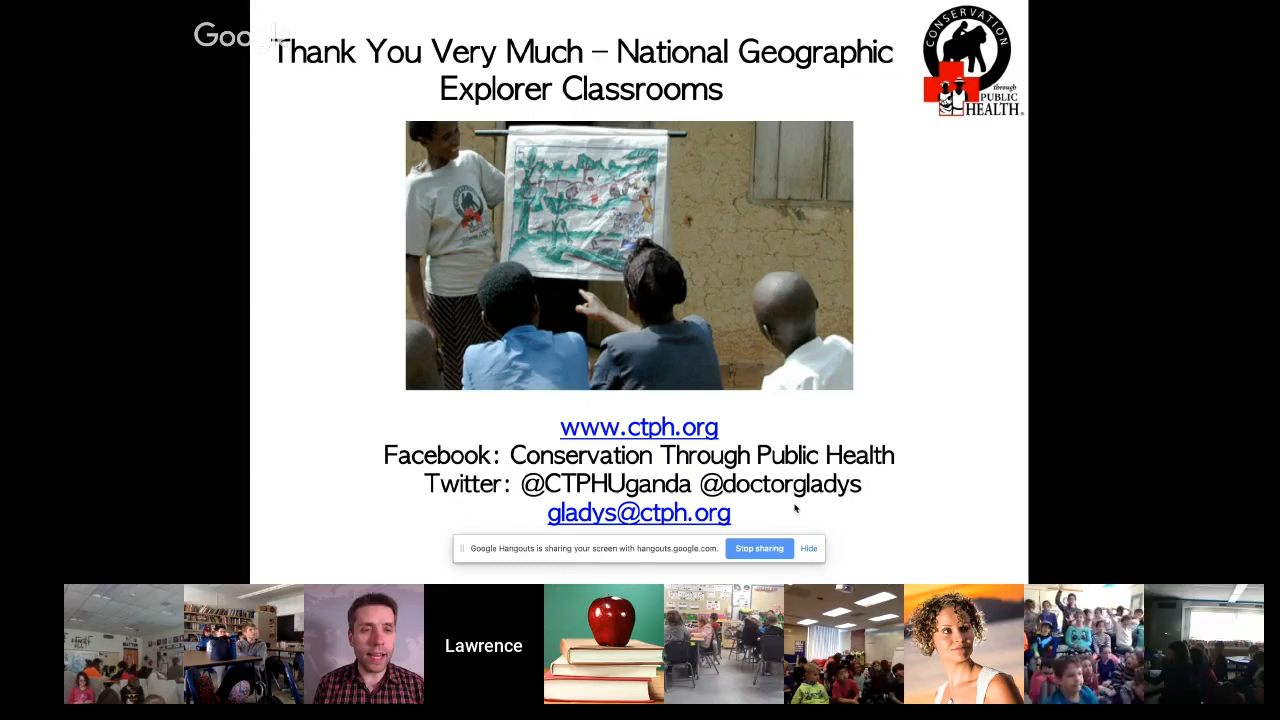 Google
Thank You Very Much – National Geographic
Explorer Classrooms
CONSERVATION
through
PUBLIC
HEALTH
www.ctph.org
Facebook: Conservation Through Public Health
Twitter: @CTPHUganda @doctorgladys
gladys@ctph.org
Google Hangouts is sharing your screen with hangouts.google.com.
Stop sharing
Hide
Lawrence